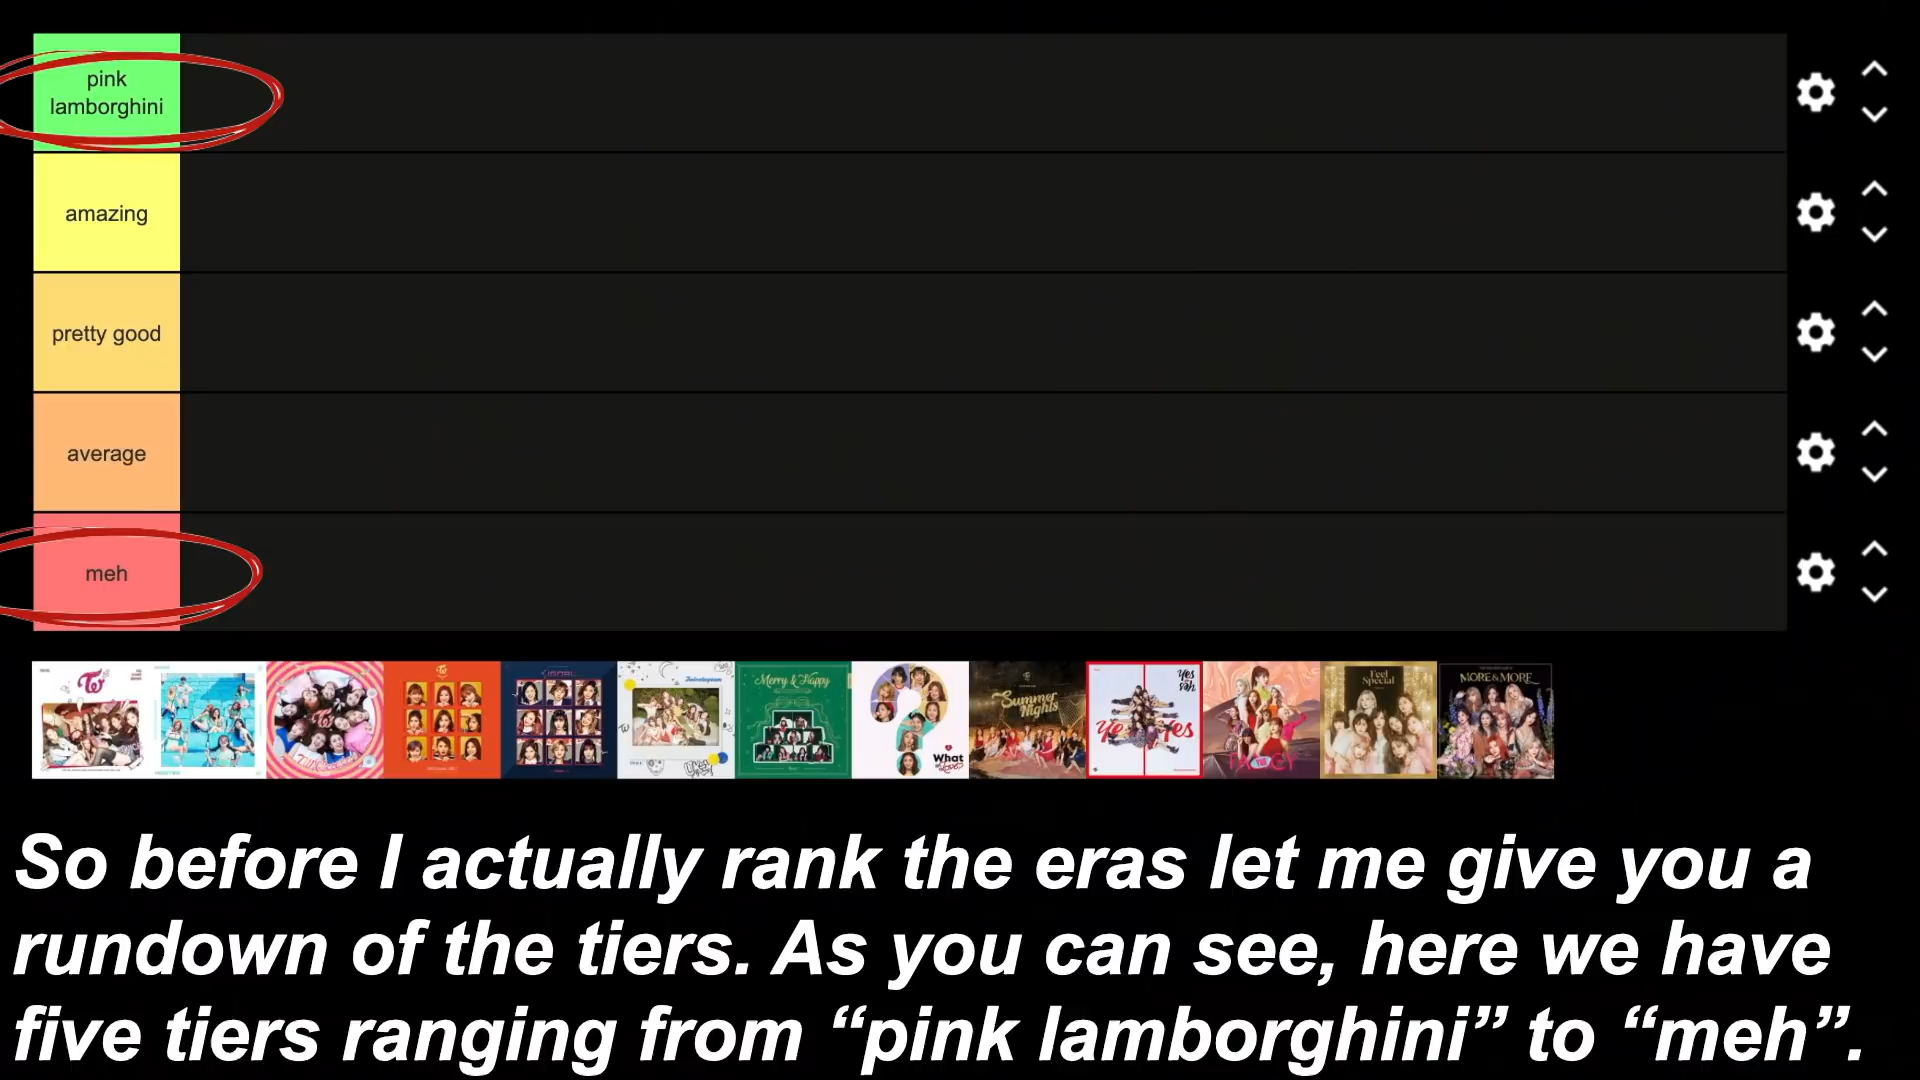 pink
lamborghini
amazing
pretty good
average
meh
Merry & Happy
What
is
Love?
Summer
Nights
Yes
Feel
Special
MORE & MORE
So before I actually rank the eras let me give you a
rundown of the tiers. As you can see, here we have
five tiers ranging from “pink lamborghini” to “meh”.